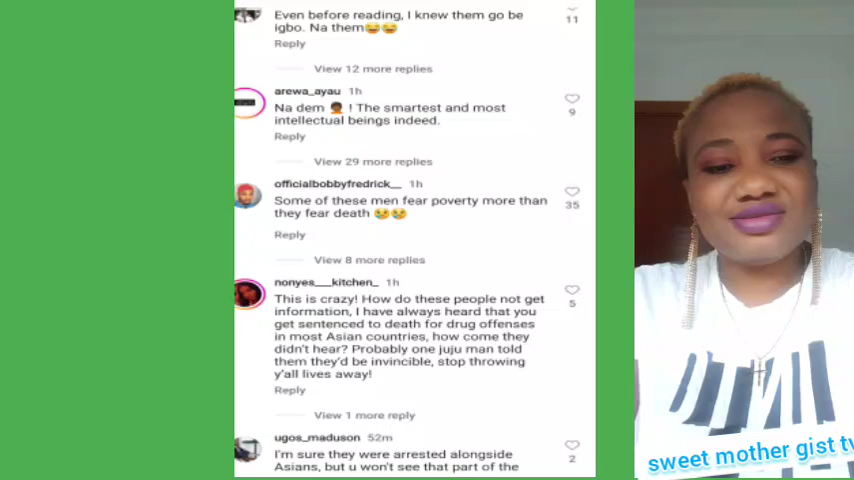 Even before reading, I knew them go be
igbo. Na them😂😂
11
Reply
View 12 more replies
arewa_ayau 1h
Na dem 🤦🏾‍♂️ ! The smartest and most
intellectual beings indeed.
9
Reply
View 29 more replies
officialbobbyfredrick__ 1h
Some of these men fear poverty more than
they fear death 😢😢
35
Reply
View 8 more replies
nonyes___kitchen_ 1h
This is crazy! How do these people not get
information, I have always heard that you
get sentenced to death for drug offenses
in most Asian countries, how come they
didn't hear? Probably one juju man told
them they'd be invincible, stop throwing
y'all lives away!
5
Reply
View 1 more reply
ugos_maduson 52m
I'm sure they were arrested alongside
Asians, but u won't see that part of the
2
sweet mother gist tv